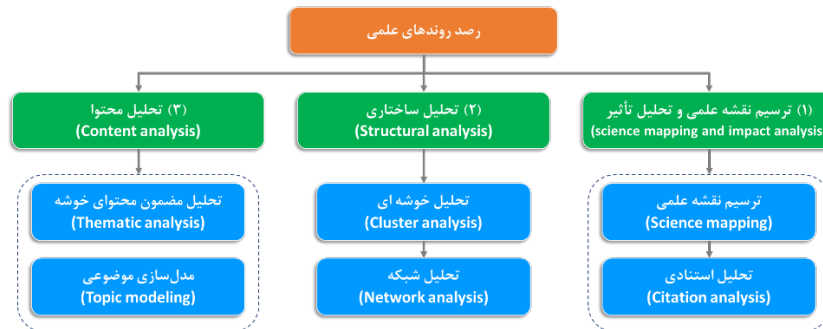 رصد روندهای علمی
(۱) ترسیم نقشه علمی و تحلیل تأثیر
(science mapping and impact analysis
(۲) تحلیل ساختاری
(Structural analysis)
(۳) تحلیل محتوا
(Content analysis)
ترسیم نقشه علمی
(Science mapping)
تحلیل خوشه ای
(Cluster analysis)
تحلیل مضمون محتوای خوشه
(Thematic analysis)
تحلیل استنادی
(Citation analysis)
تحلیل شبکه
(Network analysis)
مدل‌سازی موضوعی
(Topic modeling)